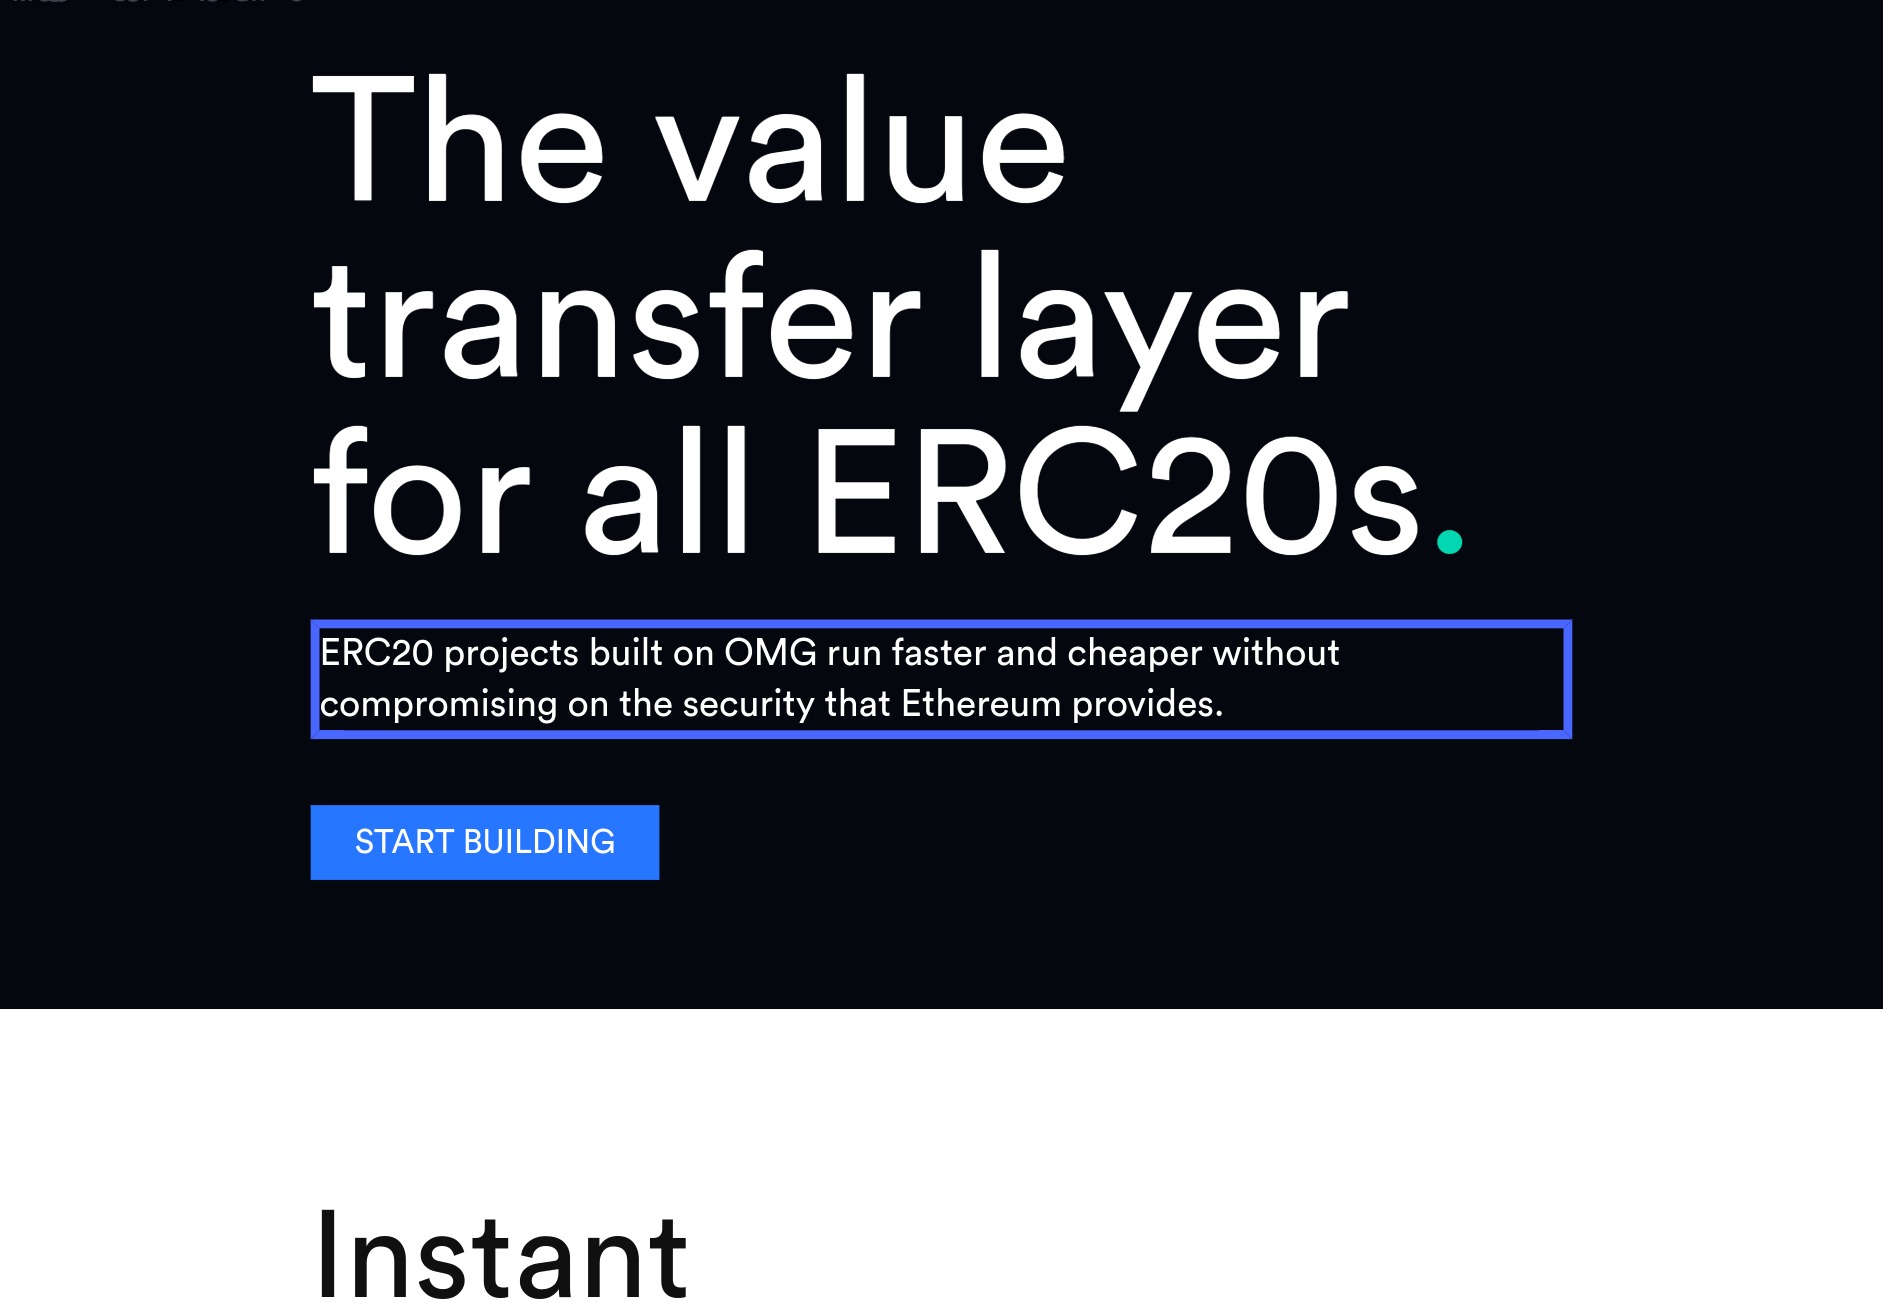 The value
transfer layer
for all ERC20s.
ERC20 projects built on OMG run faster and cheaper without
compromising on the security that Ethereum provides.
START BUILDING
Instant